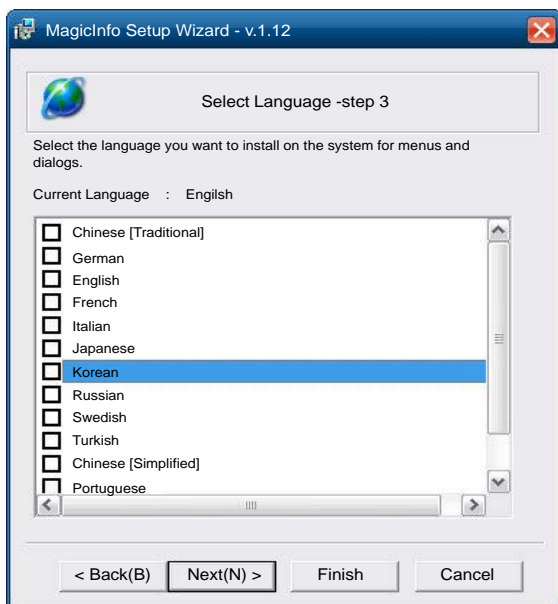 MagicInfo Setup Wizard - v.1.12
Select Language -step 3
Select the language you want to install on the system for menus and
dialogs.
Current Language : Engilsh
Chinese [Traditional]
German
English
French
Italian
Japanese
Korean
Russian
Swedish
Turkish
Chinese [Simplified]
Portuguese
< Back(B) Next(N) > Finish Cancel